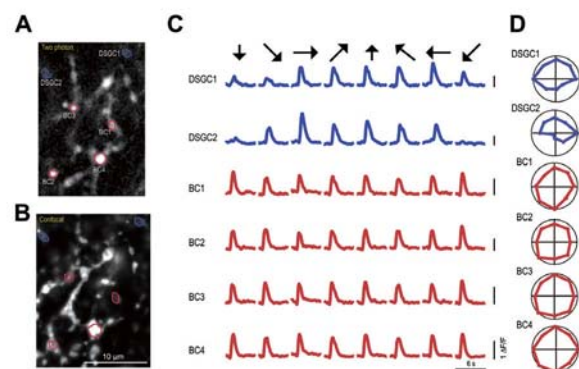 A
Two photon
DSGC1
DSGC2
BC3
BC1
BC4
BC2
B
Confocal
10 µm
C
DSGC1
DSGC2
BC1
BC2
BC3
BC4
1 ΔF/F
6 s
D
DSGC1
DSGC2
BC1
BC2
BC3
BC4